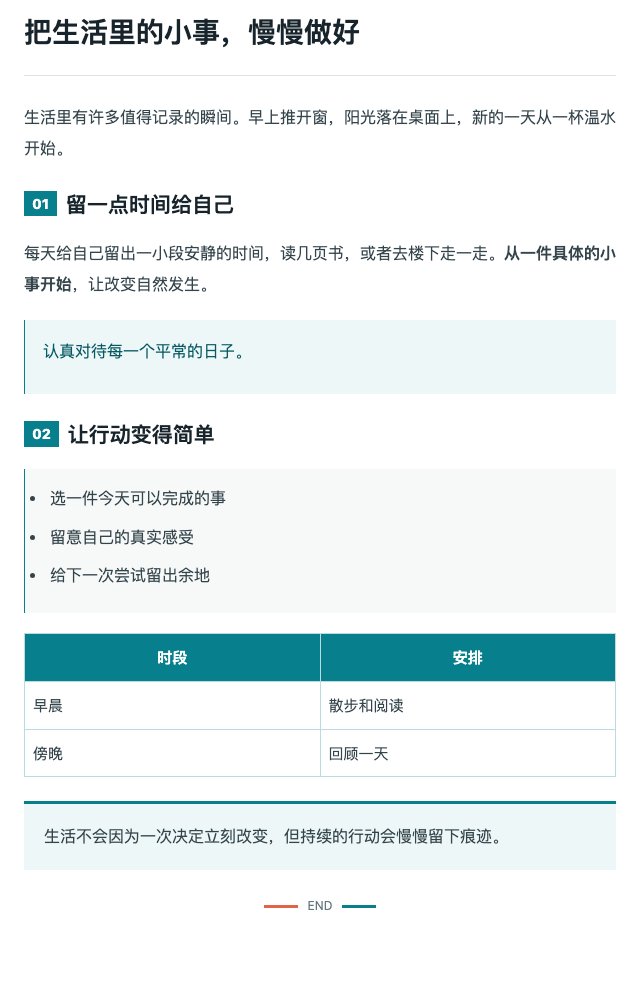 把生活里的小事，慢慢做好
生活里有许多值得记录的瞬间。早上推开窗，阳光落在桌面上，新的一天从一杯温水
开始。
01 留一点时间给自己
每天给自己留出一小段安静的时间，读几页书，或者去楼下走一走。从一件具体的小
事开始，让改变自然发生。
认真对待每一个平常的日子。
02 让行动变得简单
• 选一件今天可以完成的事
• 留意自己的真实感受
• 给下一次尝试留出余地
时段 安排
早晨 散步和阅读
傍晚 回顾一天
生活不会因为一次决定立刻改变，但持续的行动会慢慢留下痕迹。
END